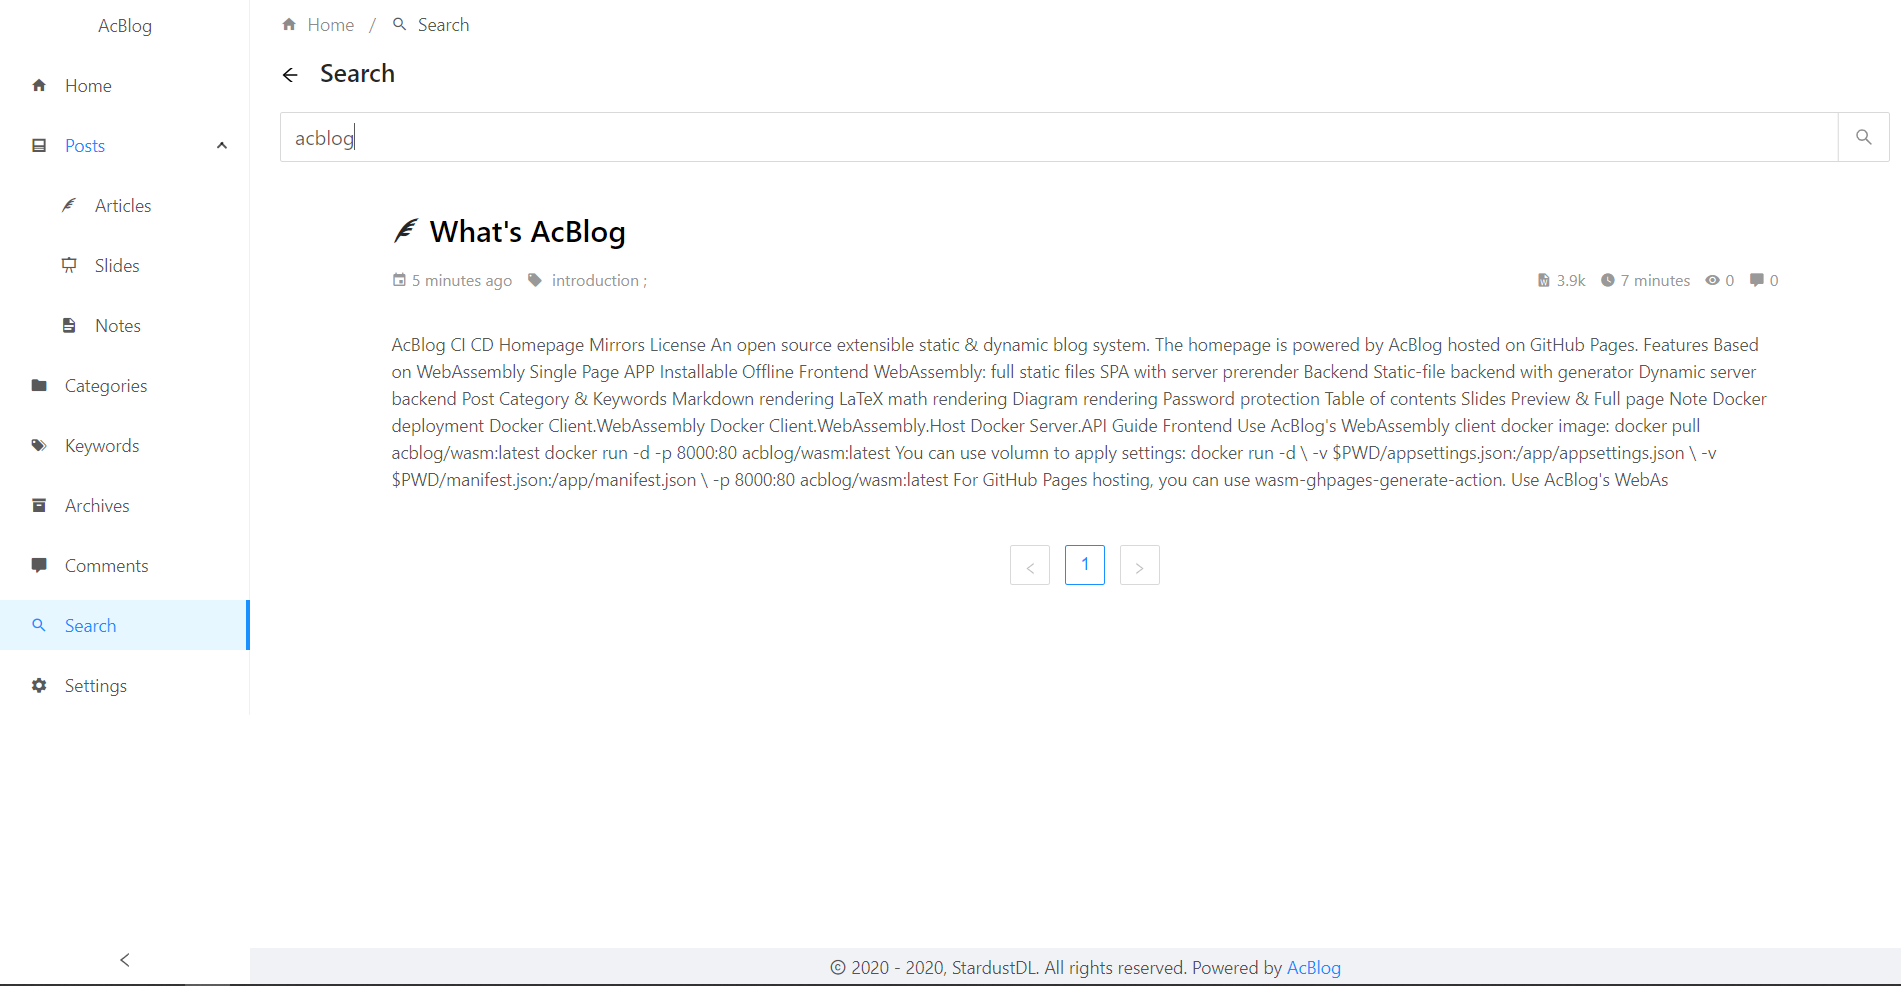 AcBlog
Home
Posts
Articles
Slides
Notes
Categories
Keywords
Archives
Comments
Search
Settings
Home / Search
Search
acblog
What's AcBlog
5 minutes ago introduction ; 3.9k 7 minutes 0 0
AcBlog CI CD Homepage Mirrors License An open source extensible static & dynamic blog system. The homepage is powered by AcBlog hosted on GitHub Pages. Features Based
on WebAssembly Single Page APP Installable Offline Frontend WebAssembly: full static files SPA with server prerender Backend Static-file backend with generator Dynamic server
backend Post Category & Keywords Markdown rendering LaTeX math rendering Diagram rendering Password protection Table of contents Slides Preview & Full page Note Docker
deployment Docker Client.WebAssembly Docker Client.WebAssembly.Host Docker Server.API Guide Frontend Use AcBlog's WebAssembly client docker image: docker pull
acblog/wasm:latest docker run -d -p 8000:80 acblog/wasm:latest You can use volumn to apply settings: docker run -d \ -v $PWD/appsettings.json:/app/appsettings.json \ -v
$PWD/manifest.json:/app/manifest.json \ -p 8000:80 acblog/wasm:latest For GitHub Pages hosting, you can use wasm-ghpages-generate-action. Use AcBlog's WebAs
< 1 >
© 2020 - 2020, StardustDL. All rights reserved. Powered by AcBlog